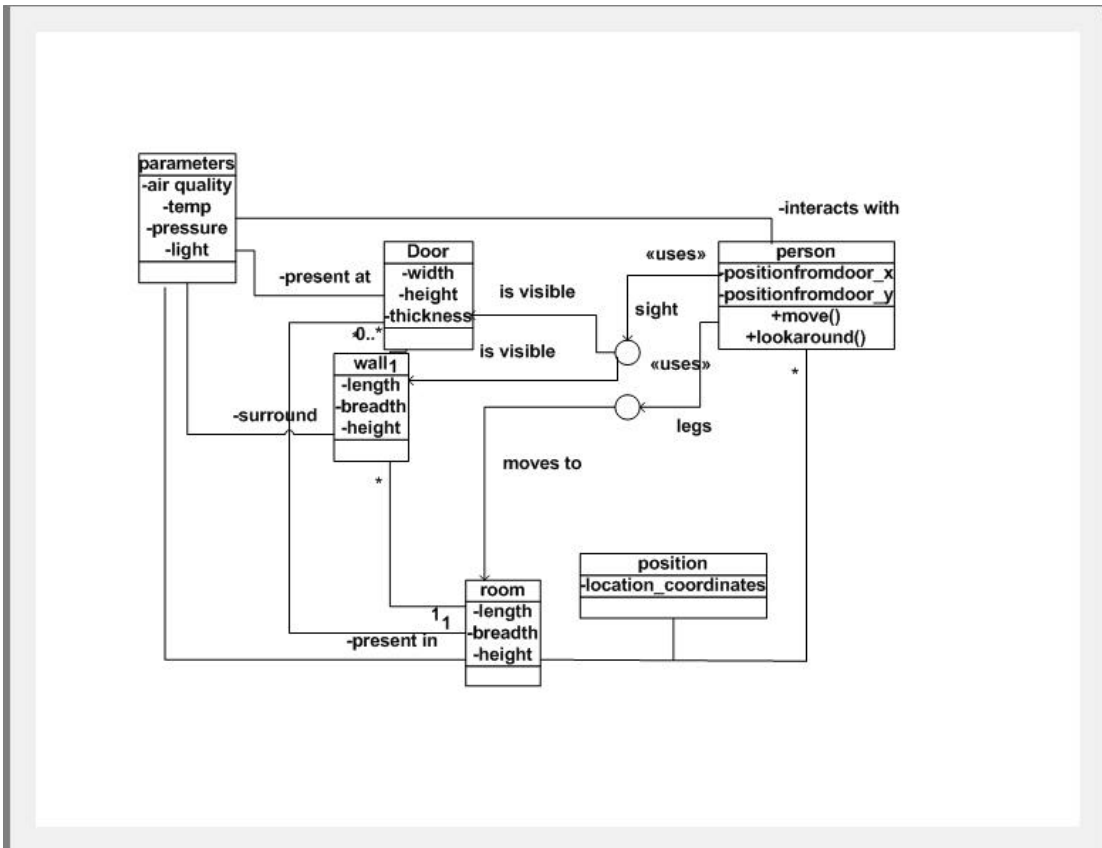 parameters
-air quality
-temp
-pressure
-light
-interacts with
Door
-width
-height
-thickness
-present at
«uses»
person
-positionfromdoor_x
-positionfromdoor_y
+move()
+lookaround()
is visible
sight
0..*
*
is visible
«uses»
wall
1
-length
-breadth
-height
*
-surround
legs
*
moves to
position
-location_coordinates
room
-length
-breadth
-height
1
1
-present in